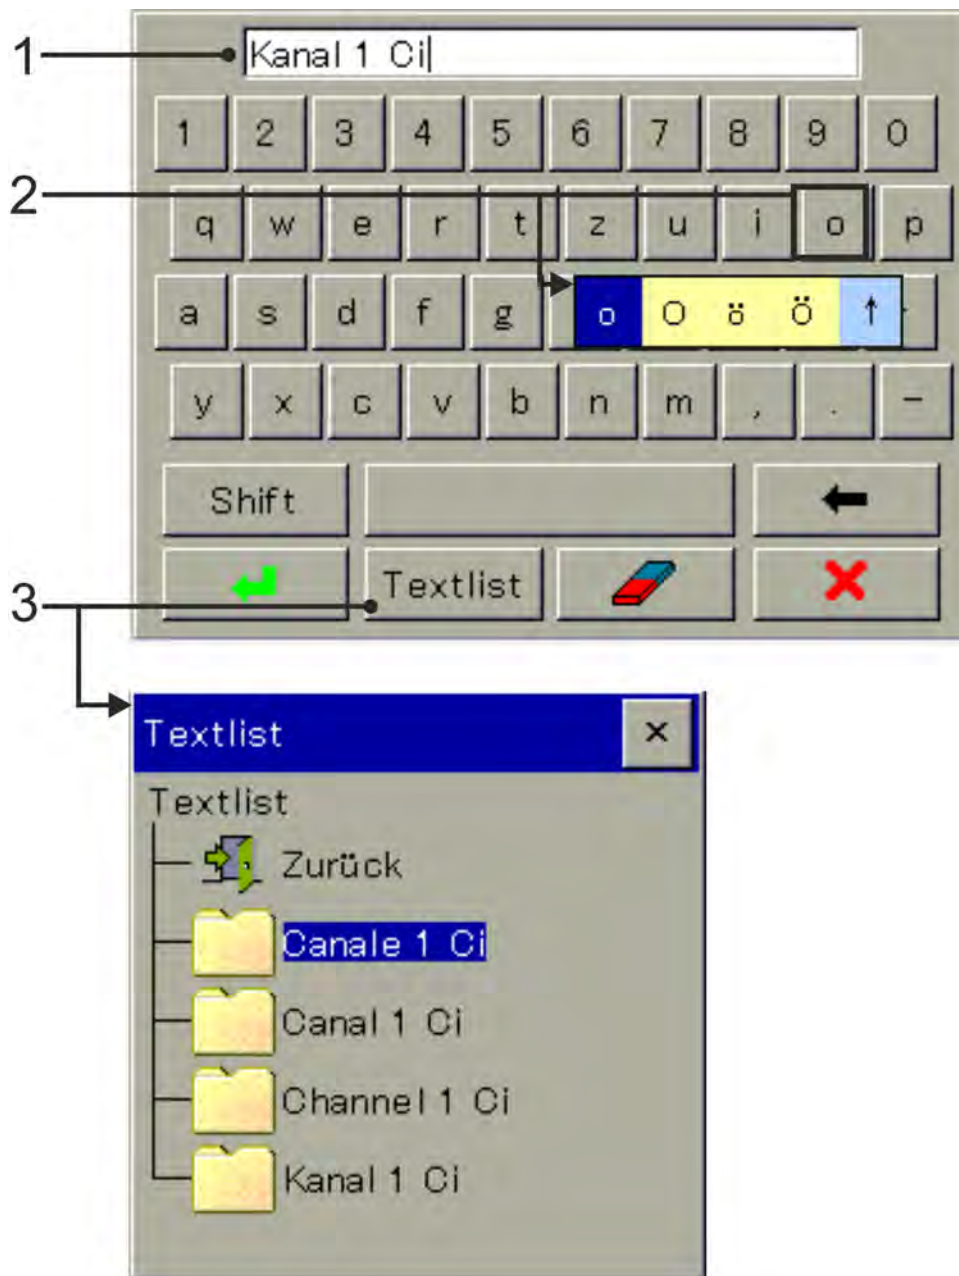 1
Kanal 1 Ci
1 2 3 4 5 6 7 8 9 0
2
q w e r t z u i o p
a s d f g o O ö Ö ↑
y x c v b n m , . -
Shift
3
Textlist
Textlist ×
Textlist
Zurück
Canale 1 Ci
Canal 1 Ci
Channel 1 Ci
Kanal 1 Ci